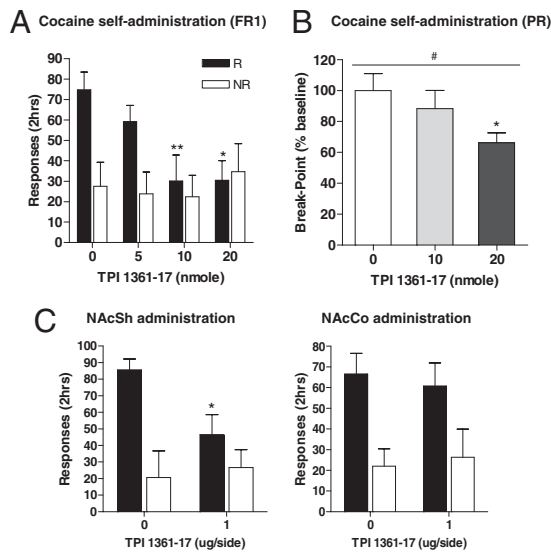 A Cocaine self-administration (FR1)
Responses (2hrs)
90
80
70
60
50
40
30
20
10
0
R
NR
**
*
0 5 10 20
TPI 1361-17 (nmole)
B Cocaine self-administration (PR)
Break-Point (% baseline)
120
100
80
60
40
20
0
#
*
0 10 20
TPI 1361-17 (nmole)
C NAcSh administration
Responses (2hrs)
100
90
80
70
60
50
40
30
20
10
0
*
0 1
TPI 1361-17 (ug/side)
NAcCo administration
Responses (2hrs)
80
70
60
50
40
30
20
10
0
0 1
TPI 1361-17 (ug/side)